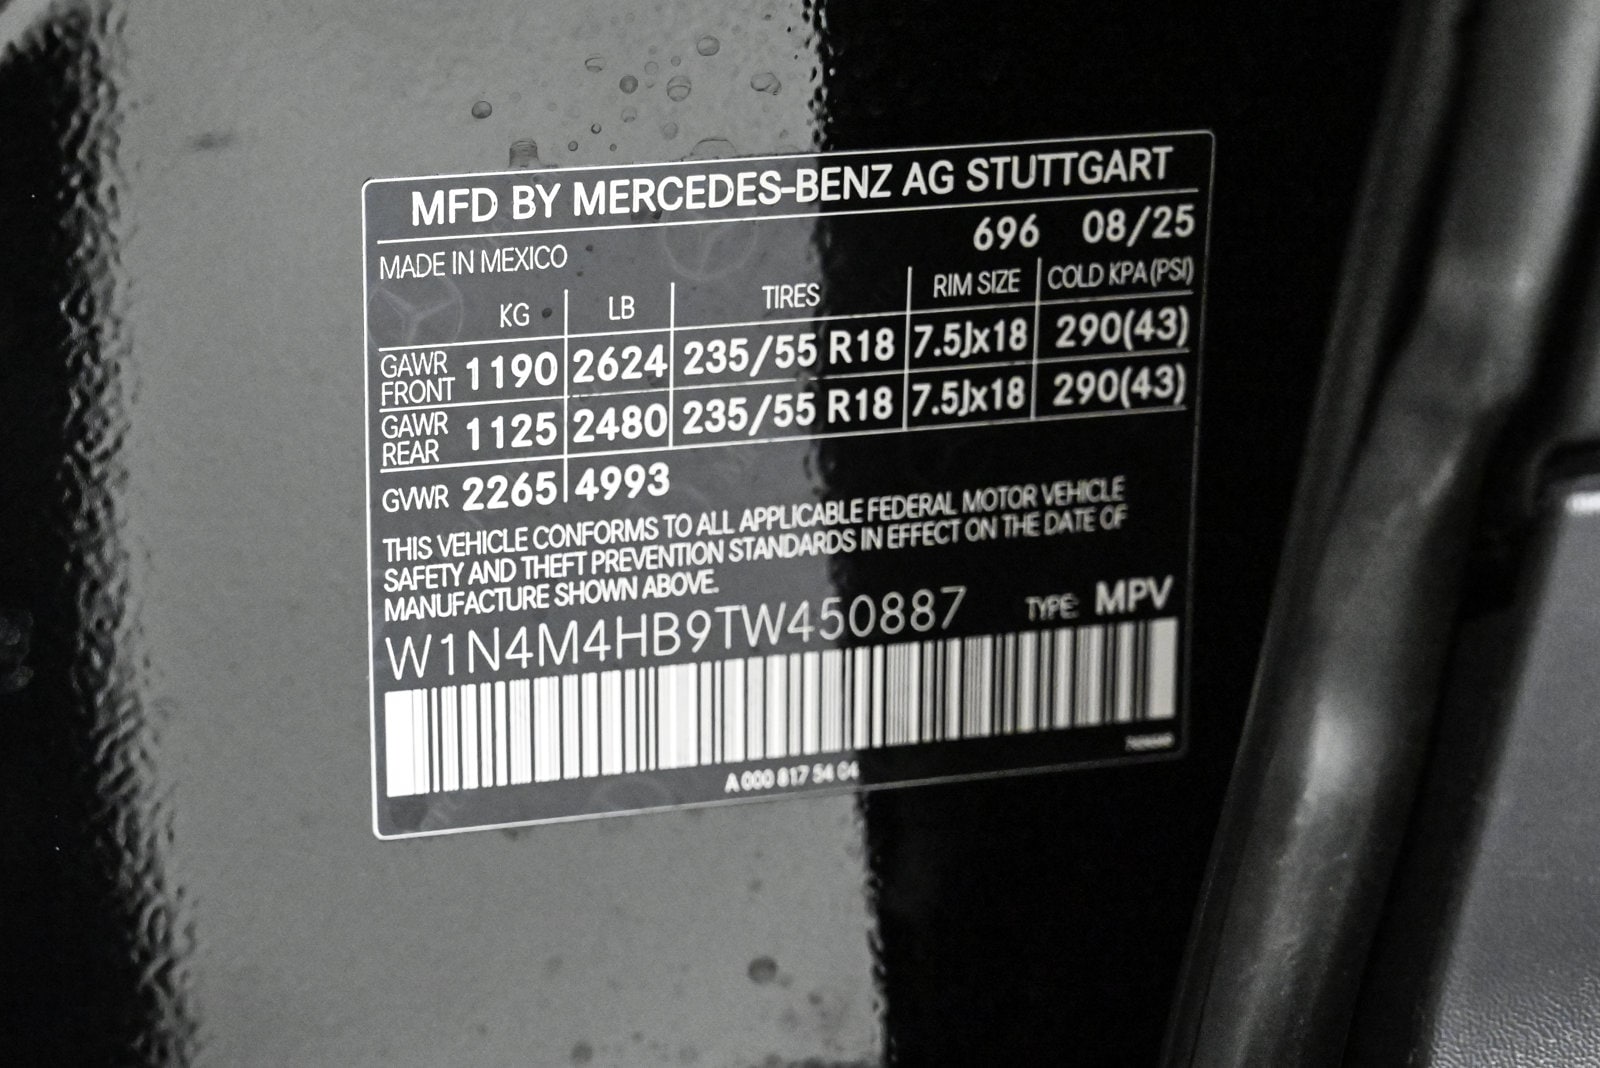 MFD BY MERCEDES-BENZ AG STUTTGART
MADE IN MEXICO 696 08/25
KG LB TIRES RIM SIZE COLD KPA(PSI)
GAWR FRONT 1190 2624 235/55 R18 7.5Jx18 290(43)
GAWR REAR 1125 2480 235/55 R18 7.5Jx18 290(43)
GVWR 2265 4993
THIS VEHICLE CONFORMS TO ALL APPLICABLE FEDERAL MOTOR VEHICLE
SAFETY AND THEFT PREVENTION STANDARDS IN EFFECT ON THE DATE OF
MANUFACTURE SHOWN ABOVE.
W1N4M4HB9TW450887 TYPE: MPV
A 000 817 54 04